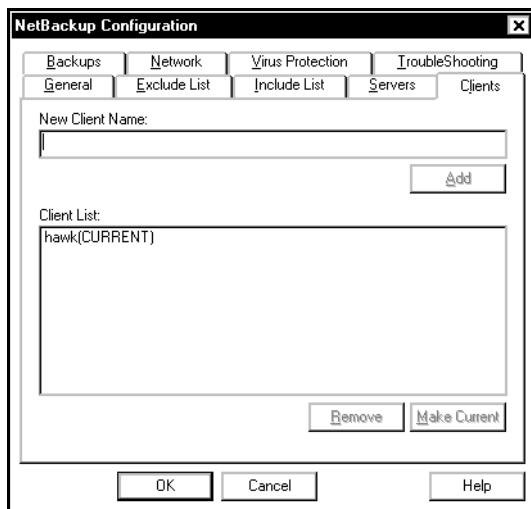 NetBackup Configuration
Backups Network Virus Protection TroubleShooting
General Exclude List Include List Servers Clients
New Client Name:
Add
Client List:
hawk(CURRENT)
Remove Make Current
OK Cancel Help